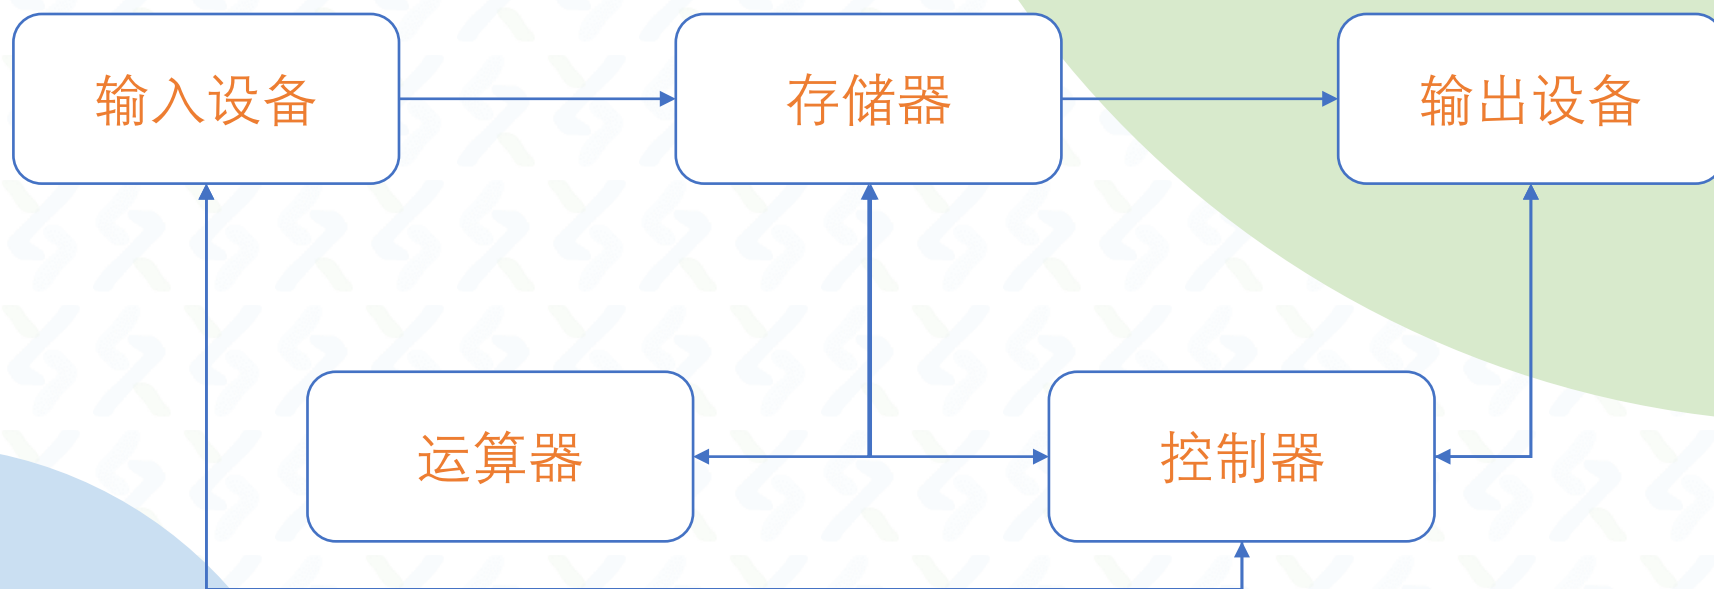 输入设备
存储器
输出设备
运算器
控制器